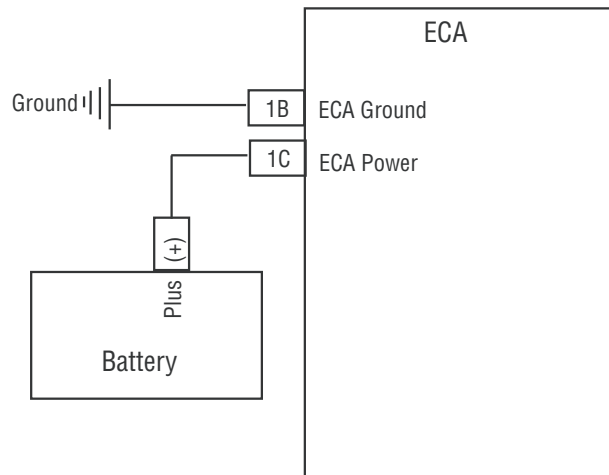 ECA
Ground
1B
ECA Ground
1C
ECA Power
(+)
Plus
Battery